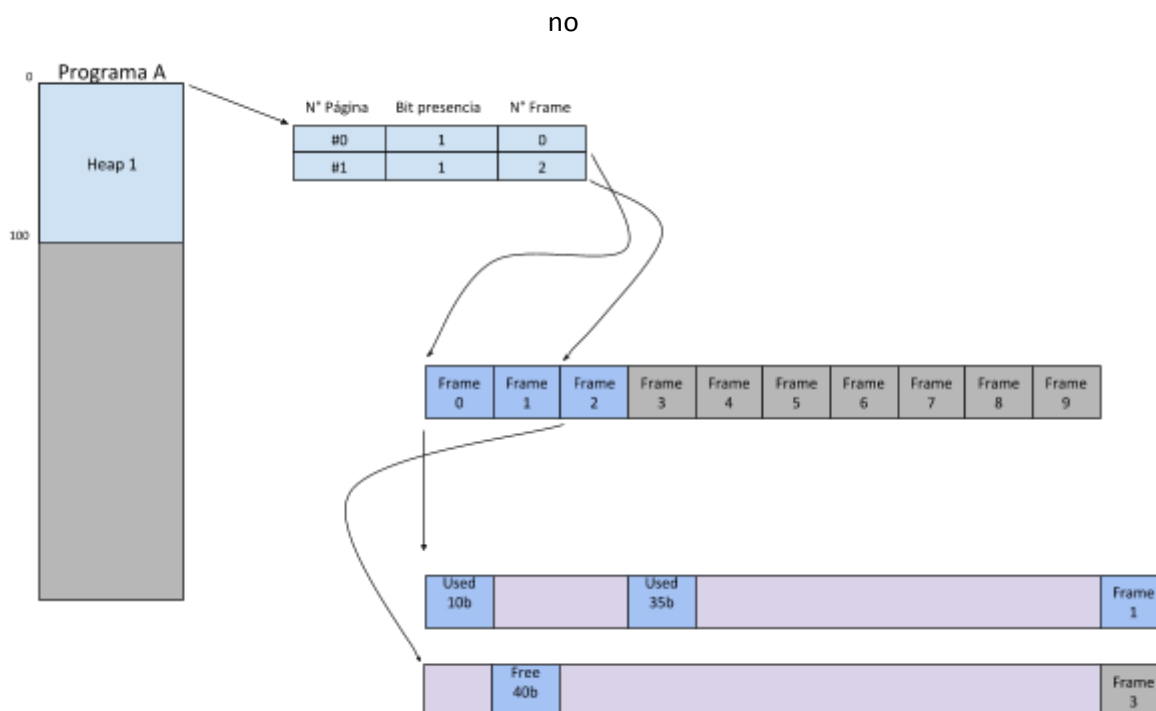 no
0
Programa A
N° Página Bit presencia N° Frame
#0 1 0
#1 1 2
Heap 1
100
Frame 0
Frame 1
Frame 2
Frame 3
Frame 4
Frame 5
Frame 6
Frame 7
Frame 8
Frame 9
Used
10b
Used
35b
Frame
1
Free
40b
Frame
3